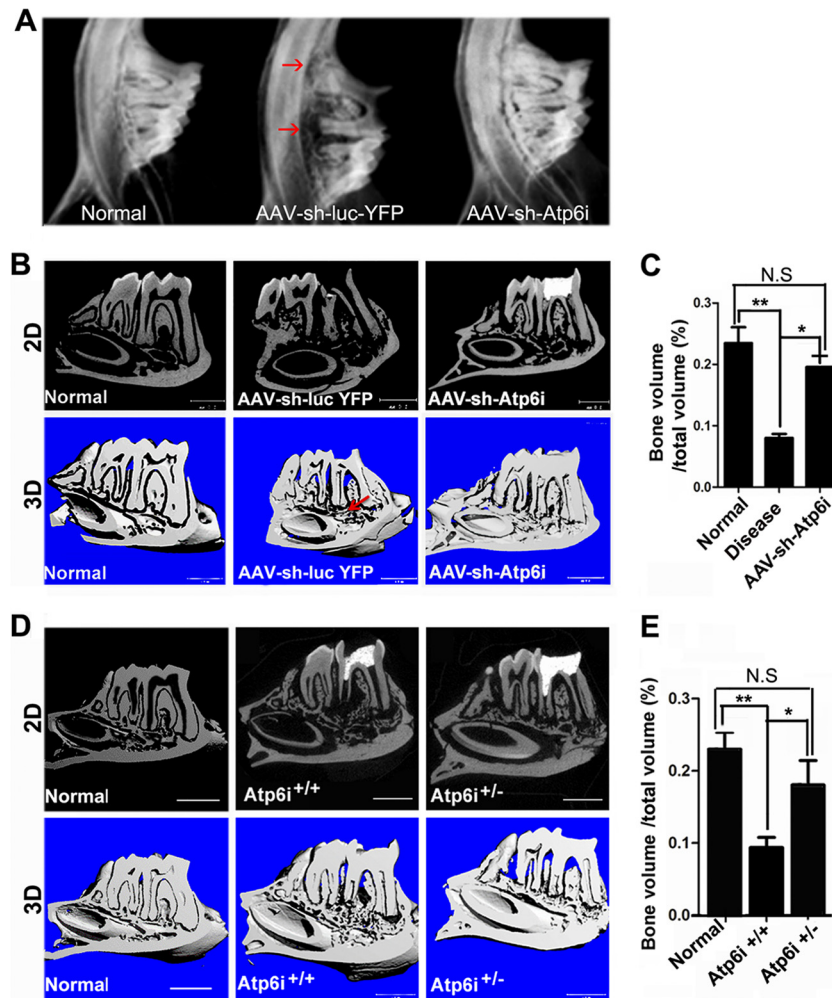 A
Normal
AAV-sh-luc-YFP
AAV-sh-Atp6i
B
2D
Normal
AAV-sh-luc YFP
AAV-sh-Atp6i
3D
Normal
AAV-sh-luc YFP
AAV-sh-Atp6i
C
N.S
**
*
Bone volume
/total volume (%)
0.3
0.2
0.1
0.0
Normal
Disease
AAV-sh-Atp6i
D
2D
Normal
Atp6i+/+
Atp6i+/-
3D
Normal
Atp6i+/+
Atp6i+/-
E
N.S
**
*
Bone volume /total volume (%)
0.3
0.2
0.1
0.0
Normal
Atp6i +/+
Atp6i +/-